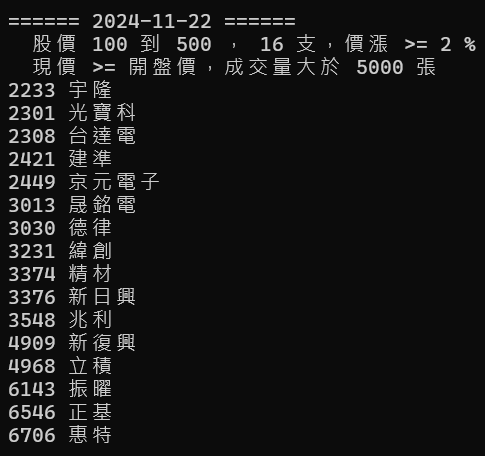 ====== 2024-11-22 ======
股價 100 到 500 , 16 支，價漲 >= 2 %
現價 >= 開盤價，成交量大於 5000 張
2233 宇隆
2301 光寶科
2308 台達電
2421 建準
2449 京元電子
3013 晟銘電
3030 德律
3231 緯創
3374 精材
3376 新日興
3548 兆利
4909 新復興
4968 立積
6143 振曜
6546 正基
6706 惠特